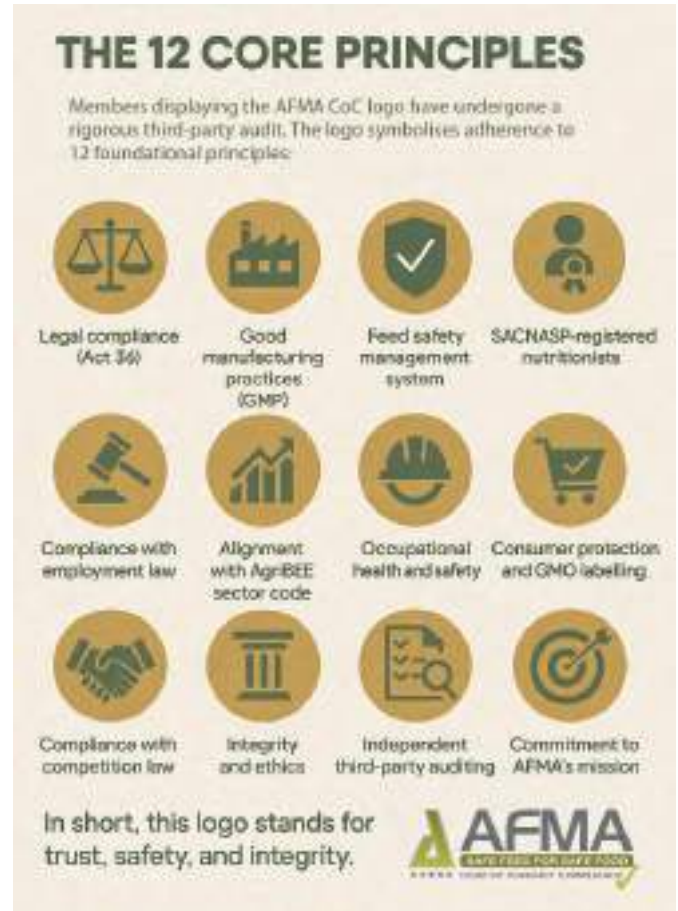 THE 12 CORE PRINCIPLES
Members displaying the AFMA CoC logo have undergone a
rigorous third-party audit. The logo symbolises adherence to
12 foundational principles:
Legal compliance
(Act 36)
Good
manufacturing
practices
(GMP)
Feed safety
management
system
SACNASP-registered
nutritionists
Compliance with
employment law
Alignment
with AgriBEE
sector code
Occupational
health and safety
Consumer protection
and GMO labelling
Compliance with
competition law
Integrity
and ethics
Independent
third-party auditing
Commitment to
AFMA's mission
In short, this logo stands for
trust, safety, and integrity.
AFMA
SAFE FEED FOR SAFE FOOD
CODE OF CONDUCT COMPLIANCE